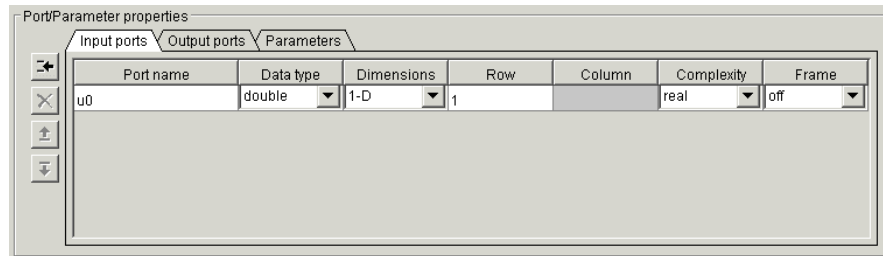 Port/Parameter properties
Input ports Output ports Parameters
Port name Data type Dimensions Row Column Complexity Frame
u0 double 1-D 1 real off